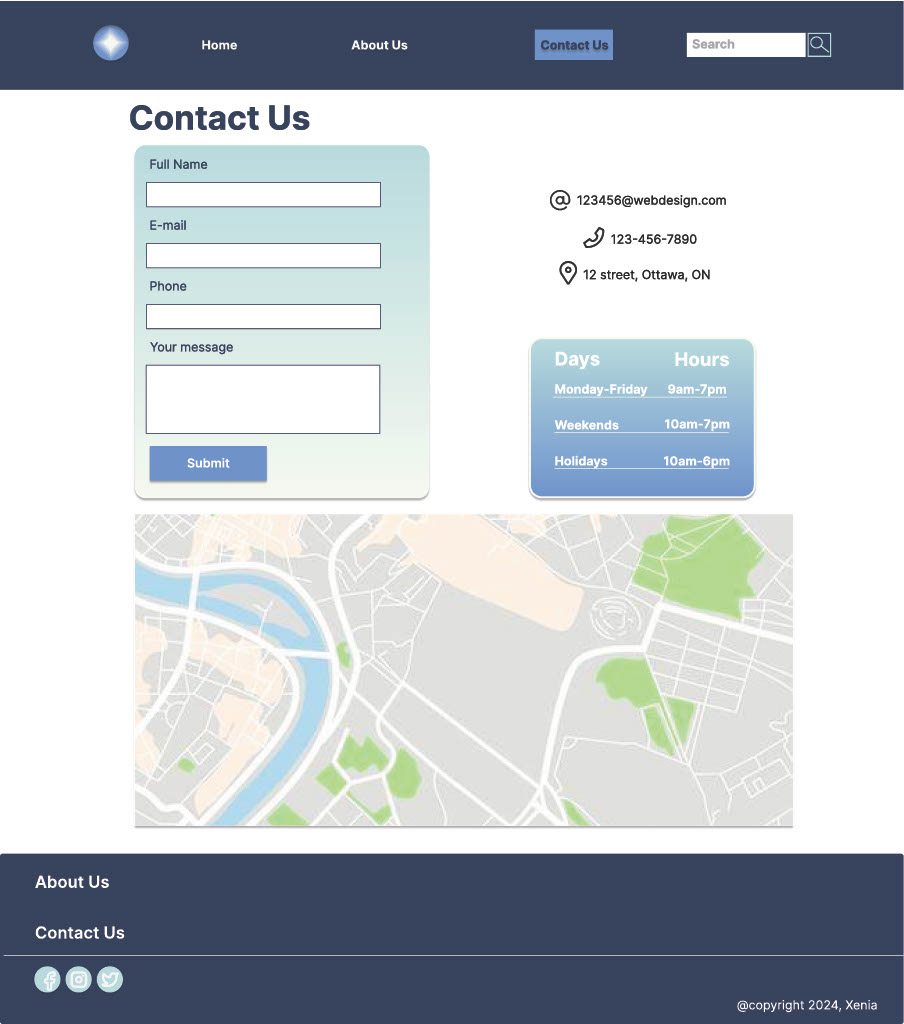 Home About Us Contact Us Search
Contact Us
Full Name
E-mail
Phone
Your message
Submit
123456@webdesign.com
123-456-7890
12 street, Ottawa, ON
Days Hours
Monday-Friday 9am-7pm
Weekends 10am-7pm
Holidays 10am-6pm
About Us
Contact Us
@copyright 2024, Xenia